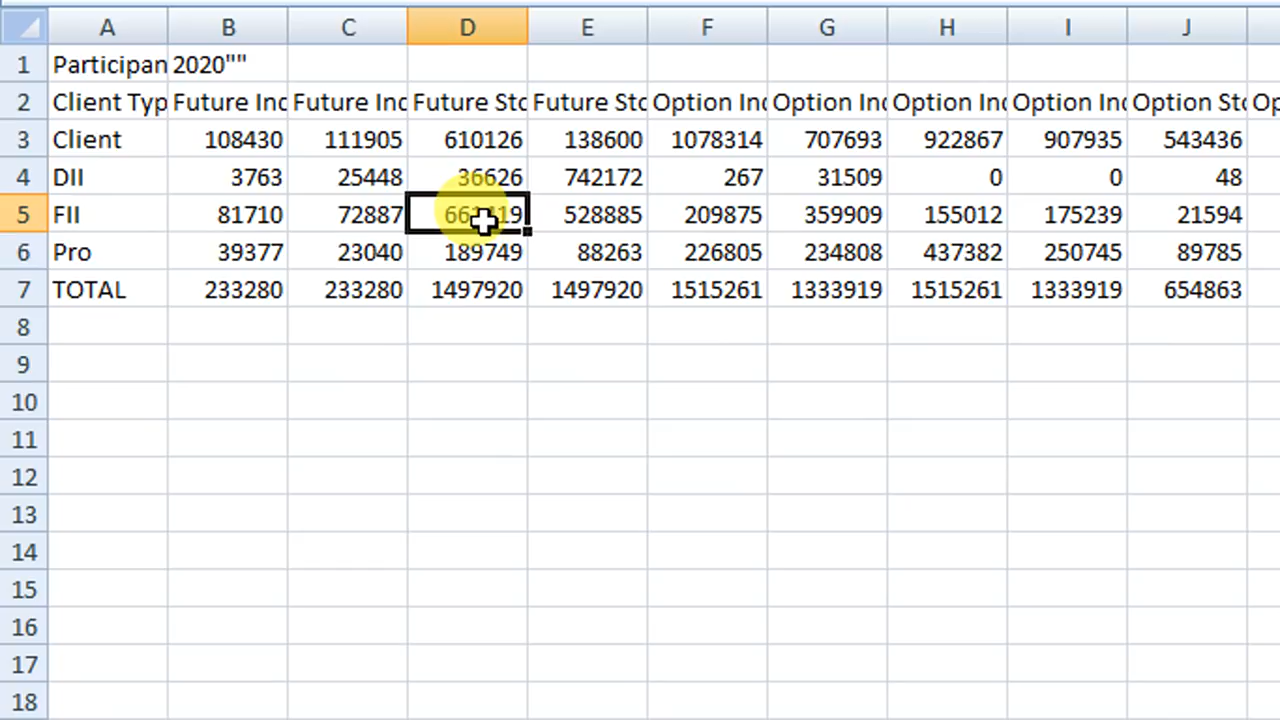 A B C D E F G H I J
1 Participan 2020""
2 Client Typ Future Inc Future Inc Future Sto Future Sto Option Inc Option Inc Option Inc Option Inc Option Sto Op
3 Client 108430 111905 610126 138600 1078314 707693 922867 907935 543436
4 DII 3763 25448 36626 742172 267 31509 0 0 48
5 FII 81710 72887 528885 209875 359909 155012 175239 21594
6 Pro 39377 23040 189749 88263 226805 234808 437382 250745 89785
7 TOTAL 233280 233280 1497920 1497920 1515261 1333919 1515261 1333919 654863
8
9
10
11
12
13
14
15
16
17
18